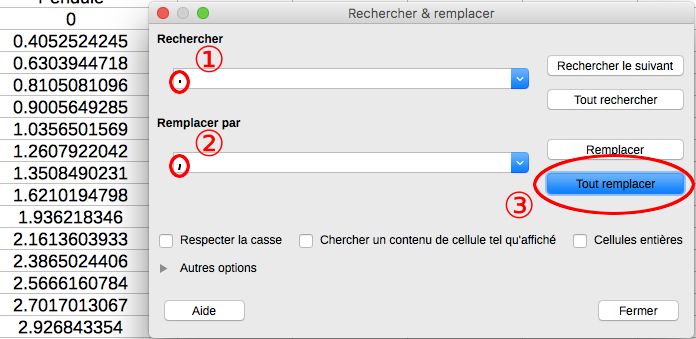 Pendule
0
0.4052524245
0.6303944718
0.8105081096
0.9005649285
1.0356501569
1.2607922042
1.3508490231
1.6210194798
1.936218346
2.1613603933
2.3865024406
2.5666160784
2.7017013067
2.926843354
Rechercher & remplacer
Rechercher
①
.
Rechercher le suivant
Tout rechercher
Remplacer par
②
,
Remplacer
Tout remplacer
③
Respecter la casse
Chercher un contenu de cellule tel qu'affiché
Cellules entières
Autres options
Aide
Fermer